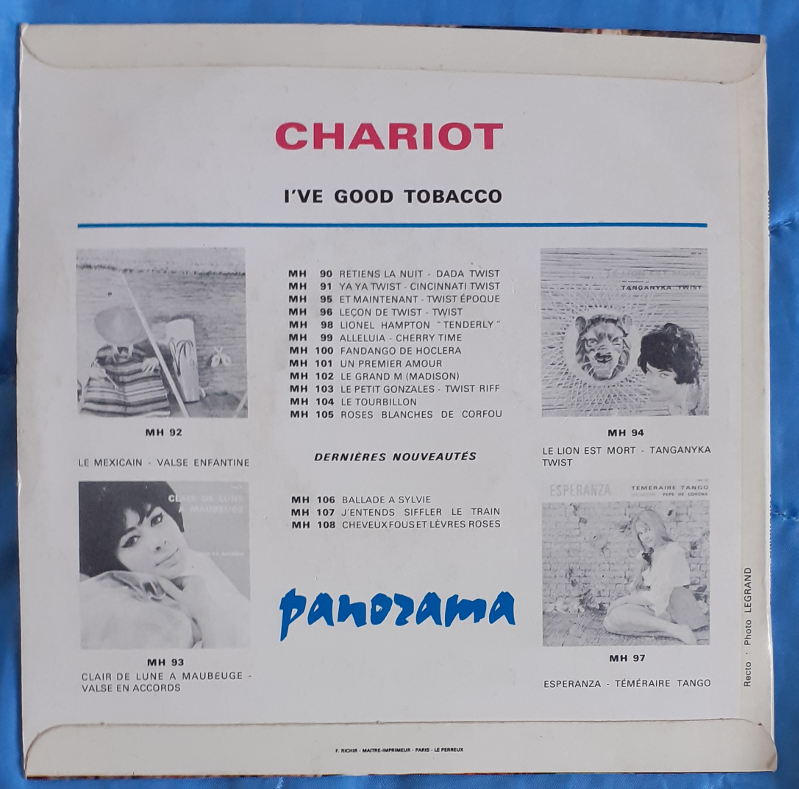 CHARIOT
I'VE GOOD TOBACCO
MH 92
LE MEXICAIN - VALSE ENFANTINE
CLAIR DE LUNE
A MAUBEUGE
MH 93
CLAIR DE LUNE A MAUBEUGE -
VALSE EN ACCORDS
MH 90 RETIENS LA NUIT - DADA TWIST
MH 91 YA YA TWIST - CINCINNATI TWIST
MH 95 ET MAINTENANT - TWIST ÉPOQUE
MH 96 LEÇON DE TWIST - TWIST
MH 98 LIONEL HAMPTON "TENDERLY"
MH 99 ALLELUIA - CHERRY TIME
MH 100 FANDANGO DE HOCLERA
MH 101 UN PREMIER AMOUR
MH 102 LE GRAND M (MADISON)
MH 103 LE PETIT GONZALES - TWIST RIFF
MH 104 LE TOURBILLON
MH 105 ROSES BLANCHES DE CORFOU
DERNIÈRES NOUVEAUTÉS
MH 106 BALLADE A SYLVIE
MH 107 J'ENTENDS SIFFLER LE TRAIN
MH 108 CHEVEUX FOUS ET LÈVRES ROSES
panorama
TANGANYKA TWIST
MH 94
LE LION EST MORT - TANGANYKA
TWIST
ESPERANZA
TÉMÉRAIRE TANGO
PEPE DE CORDOBA
MH 97
ESPERANZA - TÉMÉRAIRE TANGO
Recto - Photo LEGRAND
F. RICHIR - MAITRE-IMPRIMEUR - PARIS - LE PERREUX